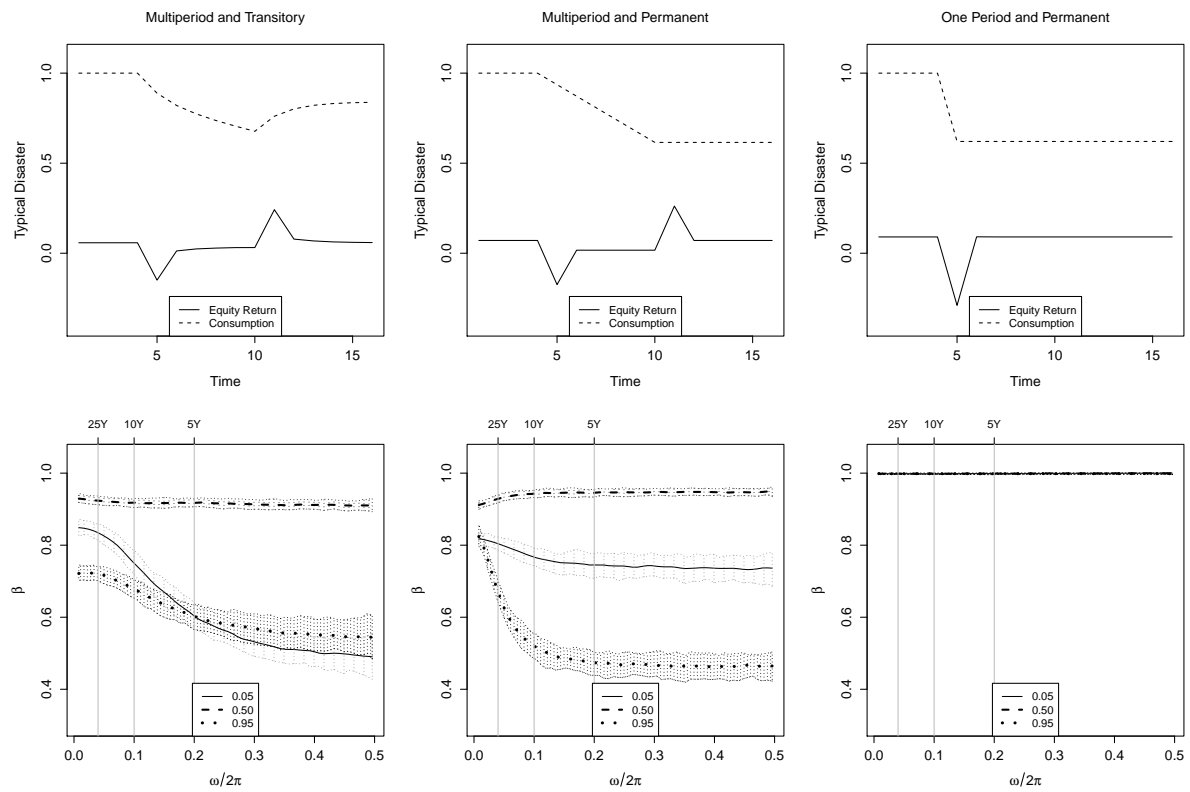 Multiperiod and Transitory
Multiperiod and Permanent
One Period and Permanent
Typical Disaster
1.0
0.5
0.0
Equity Return
Consumption
5
10
15
Time
Typical Disaster
1.0
0.5
0.0
Equity Return
Consumption
5
10
15
Time
Typical Disaster
1.0
0.5
0.0
Equity Return
Consumption
5
10
15
Time
25Y 10Y 5Y
β
1.0
0.8
0.6
0.4
0.05
0.50
0.95
0.0 0.1 0.2 0.3 0.4 0.5
ω/2π
25Y 10Y 5Y
β
1.0
0.8
0.6
0.4
0.05
0.50
0.95
0.0 0.1 0.2 0.3 0.4 0.5
ω/2π
25Y 10Y 5Y
β
1.0
0.8
0.6
0.4
0.05
0.50
0.95
0.0 0.1 0.2 0.3 0.4 0.5
ω/2π